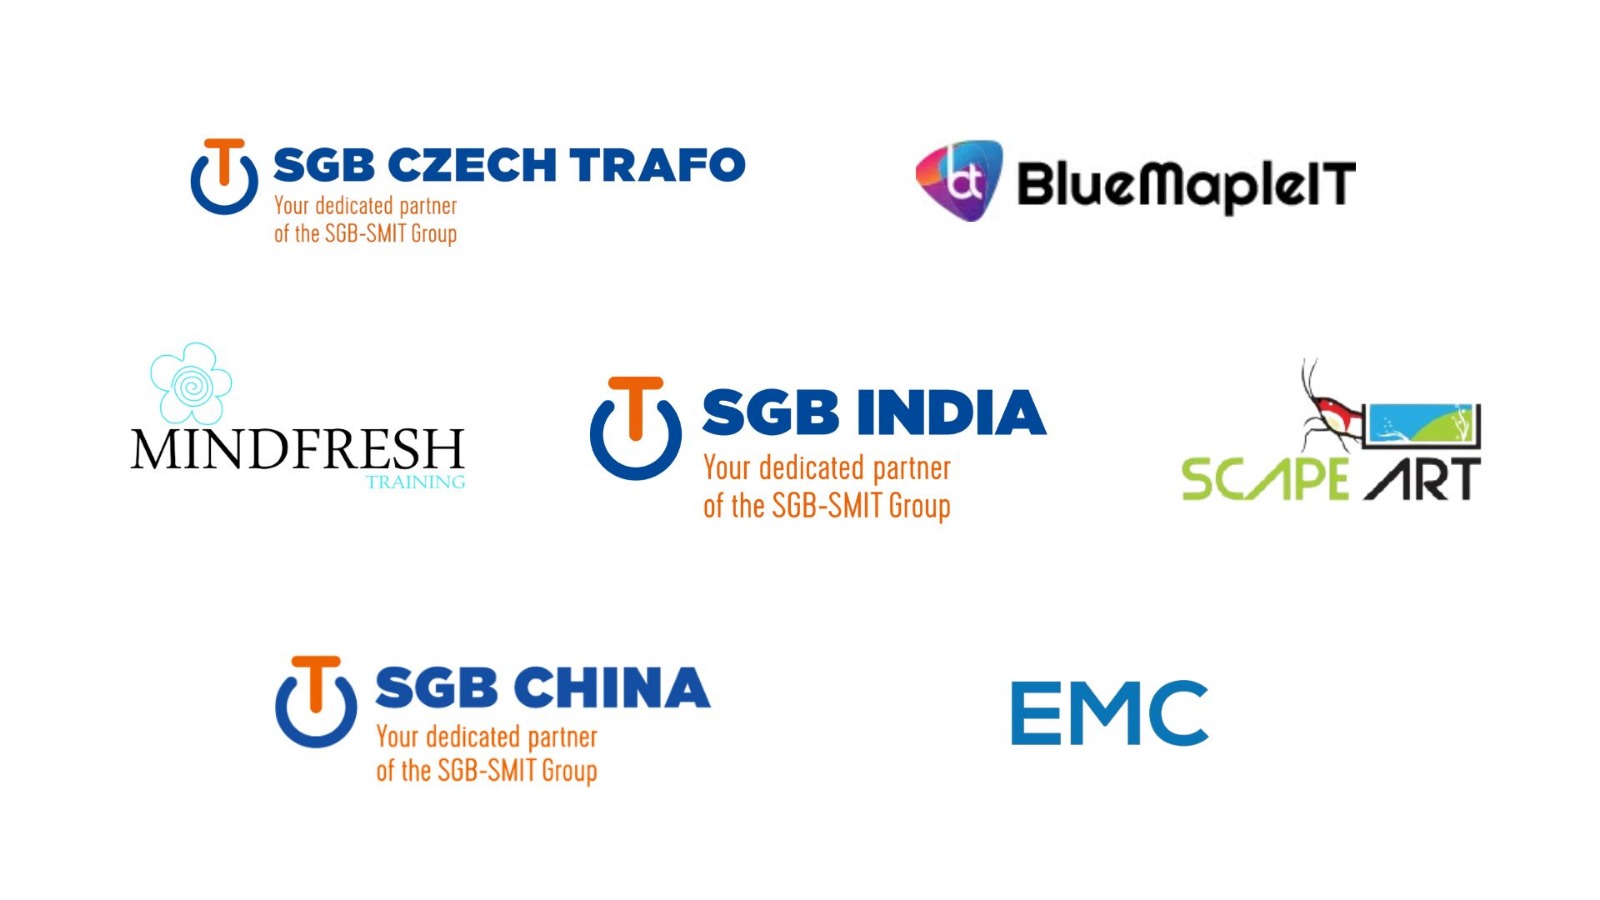 SGB CZECH TRAFO
Your dedicated partner
of the SGB-SMIT Group
bt BlueMapleIT
MINDFRESH
TRAINING
SGB INDIA
Your dedicated partner
of the SGB-SMIT Group
SCAPE ART
SGB CHINA
Your dedicated partner
of the SGB-SMIT Group
EMC